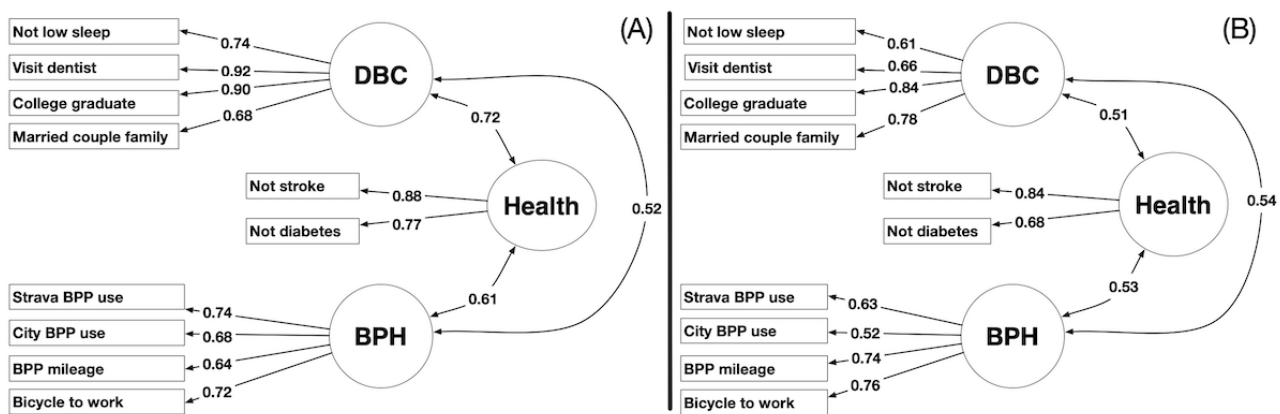 (A)
Not low sleep
0.74
Visit dentist
0.92
DBC
College graduate
0.90
Married couple family
0.68
0.72
Not stroke
0.88
Health
0.52
Not diabetes
0.77
0.61
Strava BPP use
0.74
City BPP use
0.68
BPH
BPP mileage
0.64
Bicycle to work
0.72
(B)
Not low sleep
0.61
Visit dentist
0.66
DBC
College graduate
0.84
Married couple family
0.78
0.51
Not stroke
0.84
Health
0.54
Not diabetes
0.68
0.53
Strava BPP use
0.63
City BPP use
0.52
BPH
BPP mileage
0.74
Bicycle to work
0.76